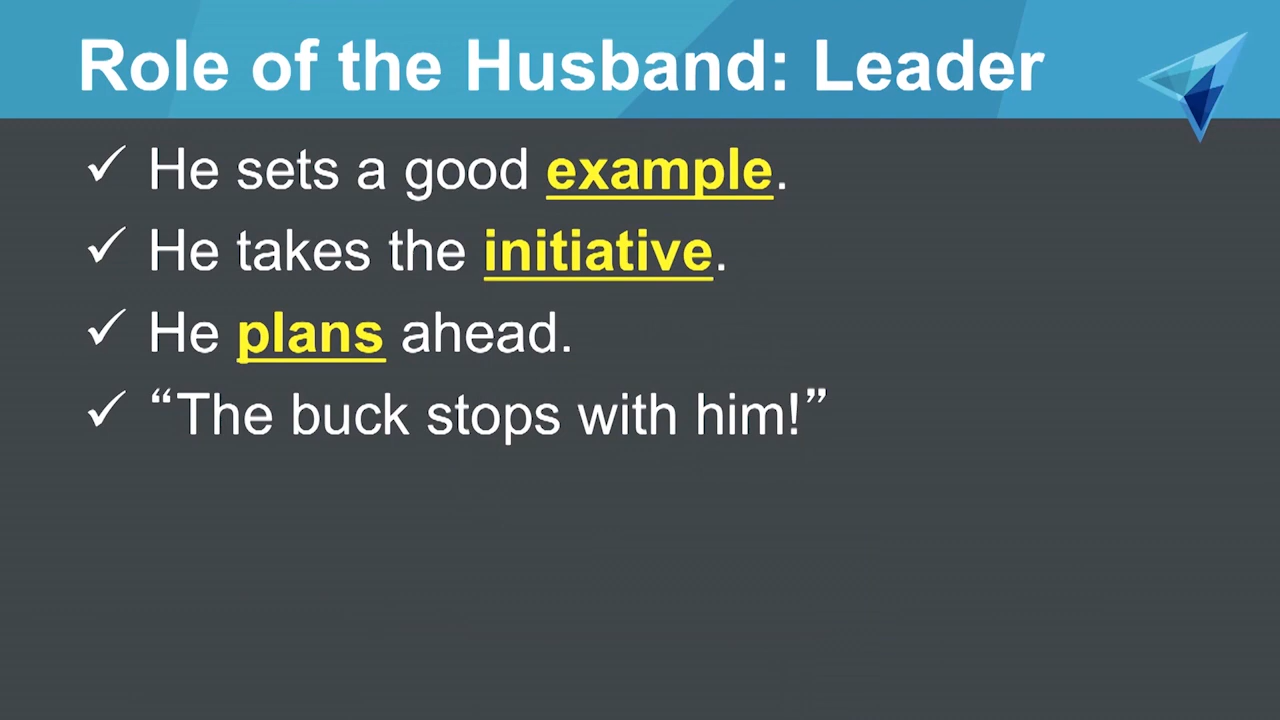 Role of the Husband: Leader
✓ He sets a good example.
✓ He takes the initiative.
✓ He plans ahead.
✓ “The buck stops with him!”